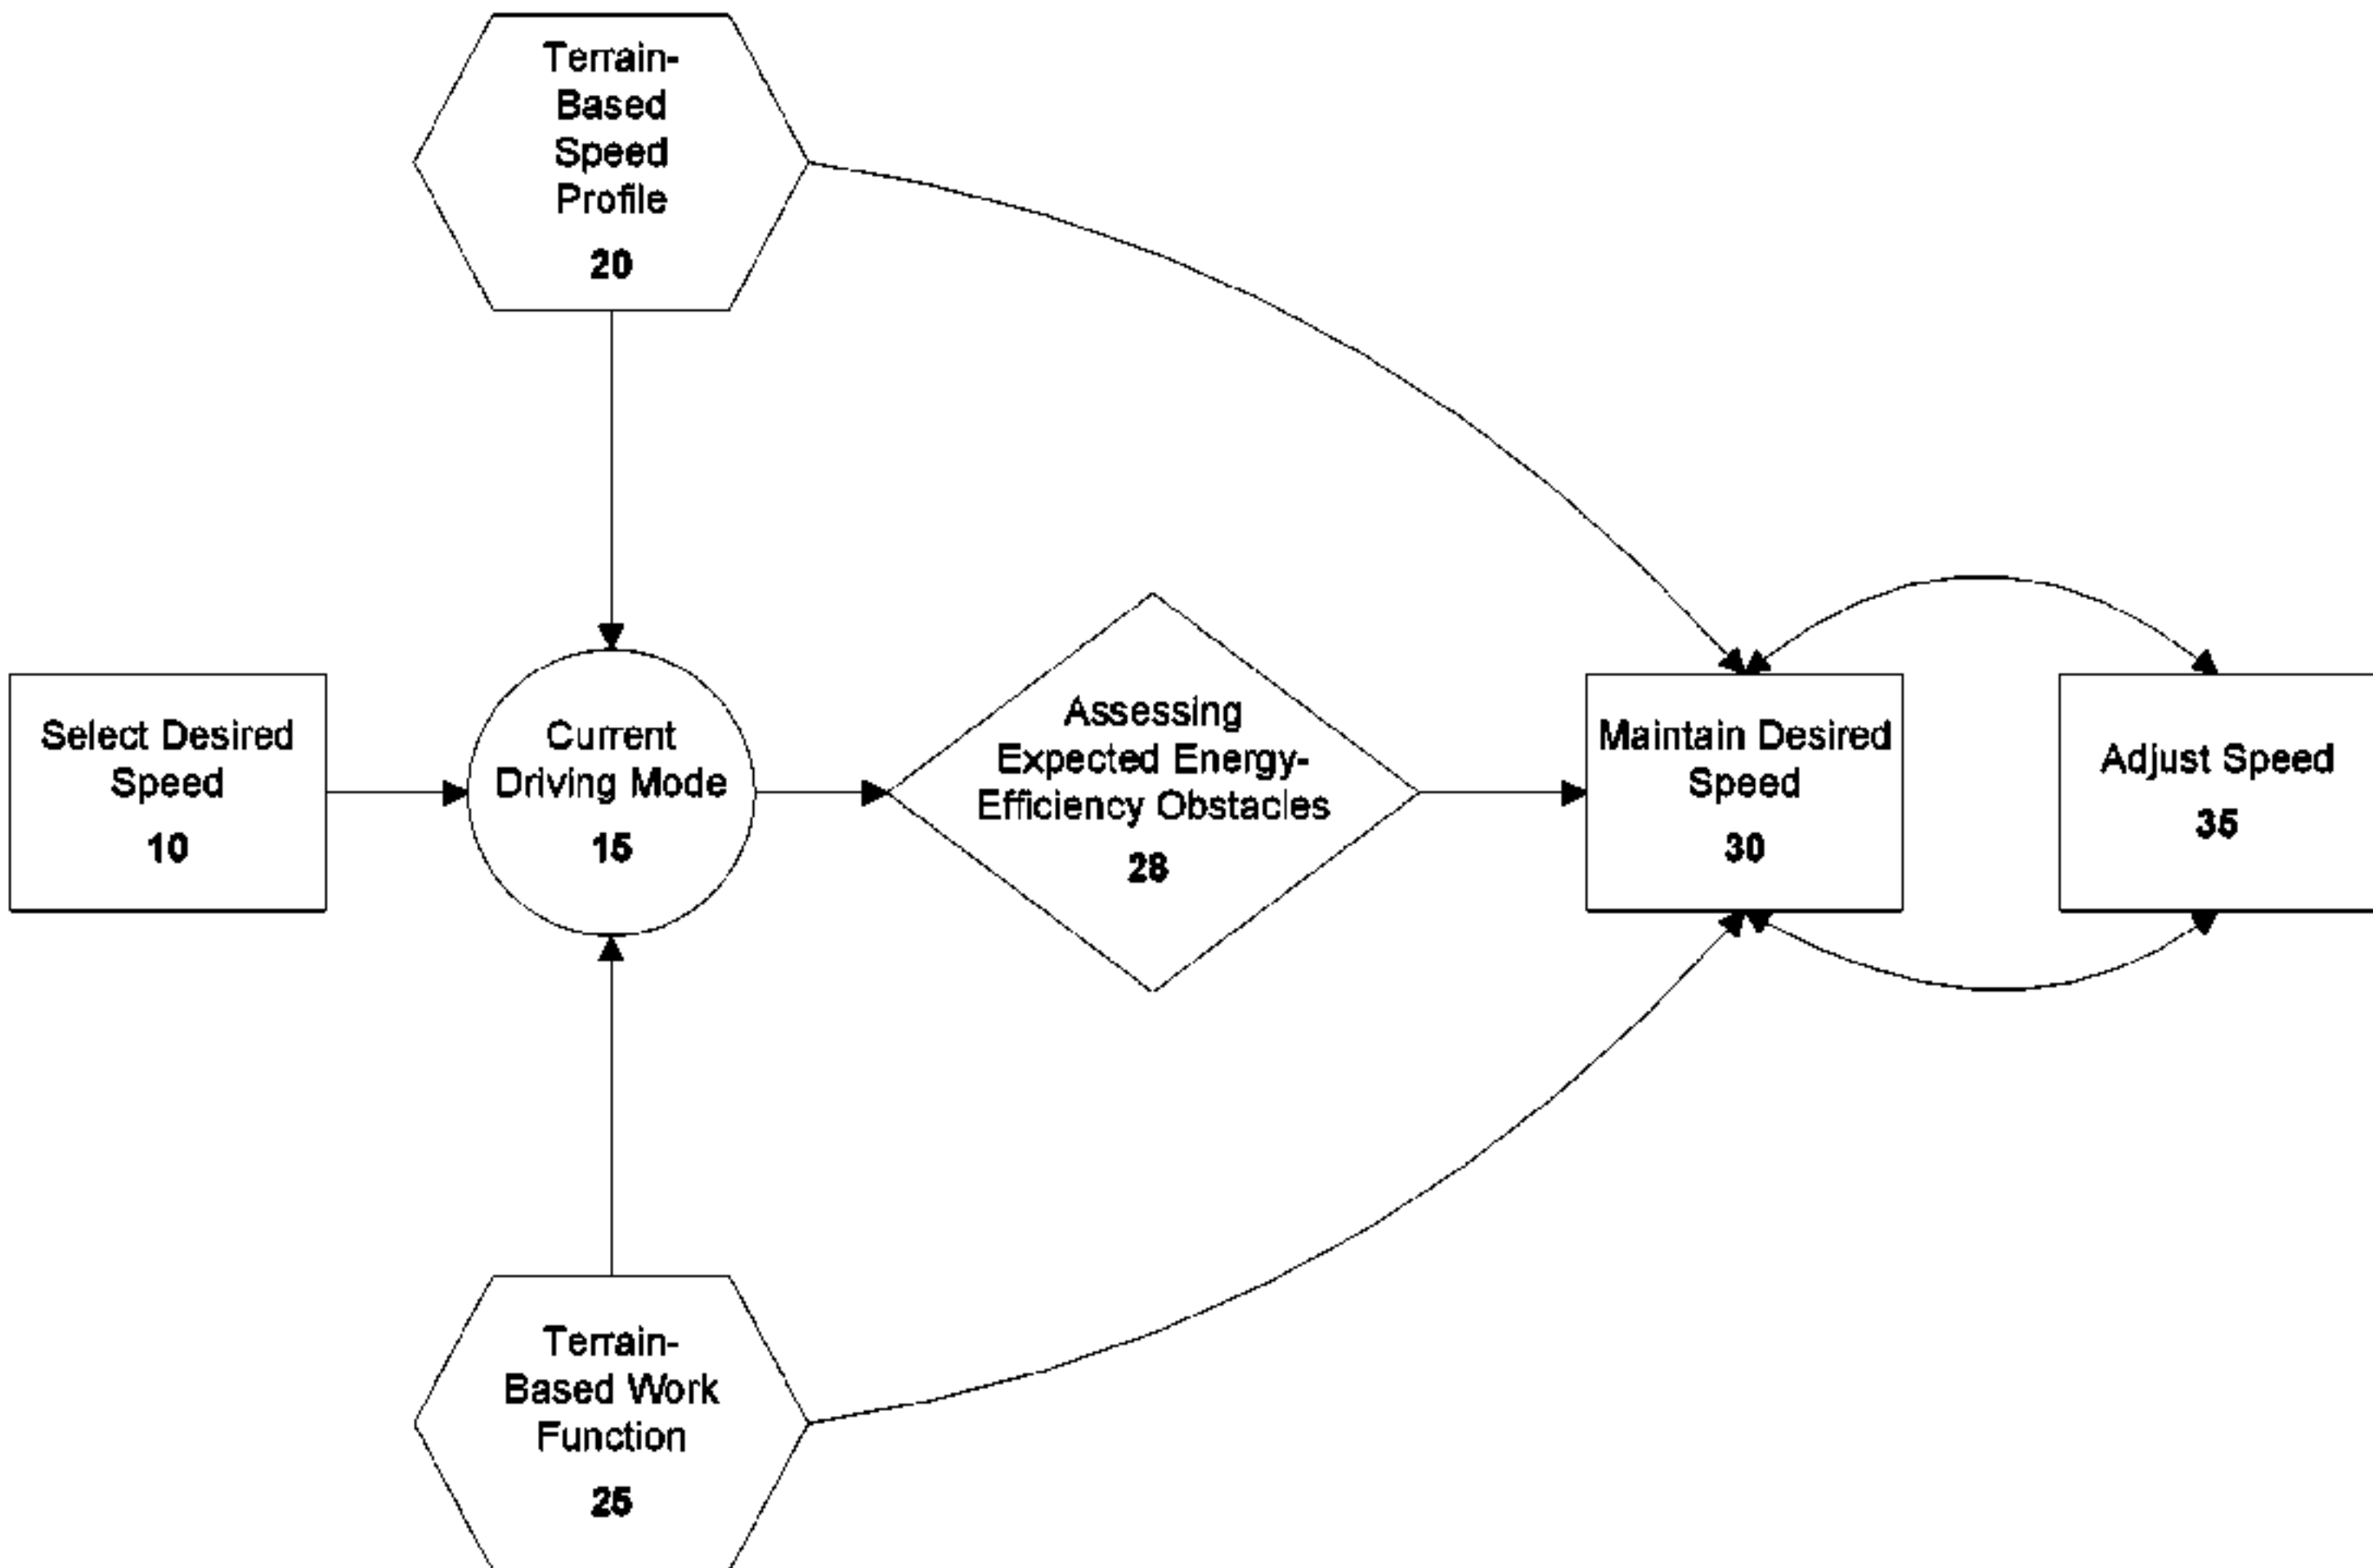 Terrain-
Based
Speed
Profile
20
Select Desired
Speed
10
Current
Driving Mode
15
Assessing
Expected Energy-
Efficiency Obstacles
28
Maintain Desired
Speed
30
Adjust Speed
35
Terrain-
Based Work
Function
25